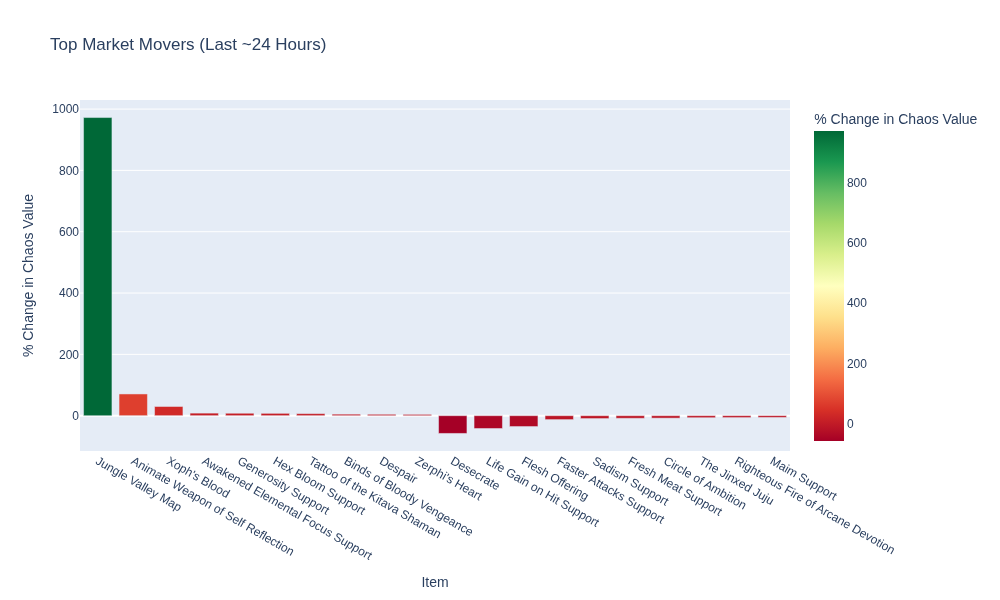 Top Market Movers (Last ~24 Hours)
% Change in Chaos Value
1000
800
600
400
200
0
% Change in Chaos Value
800
600
400
200
0
Jungle Valley Map
Animate Weapon of Self Reflection
Xoph's Blood
Awakened Elemental Focus Support
Generosity Support
Hex Bloom Support
Tattoo of the Kitava Shaman
Binds of Bloody Vengeance
Despair
Zerphi's Heart
Desecrate
Life Gain on Hit Support
Flesh Offering
Faster Attacks Support
Sadism Support
Fresh Meat Support
Circle of Ambition
The Jinxed Juju
Righteous Fire of Arcane Devotion
Maim Support
Item